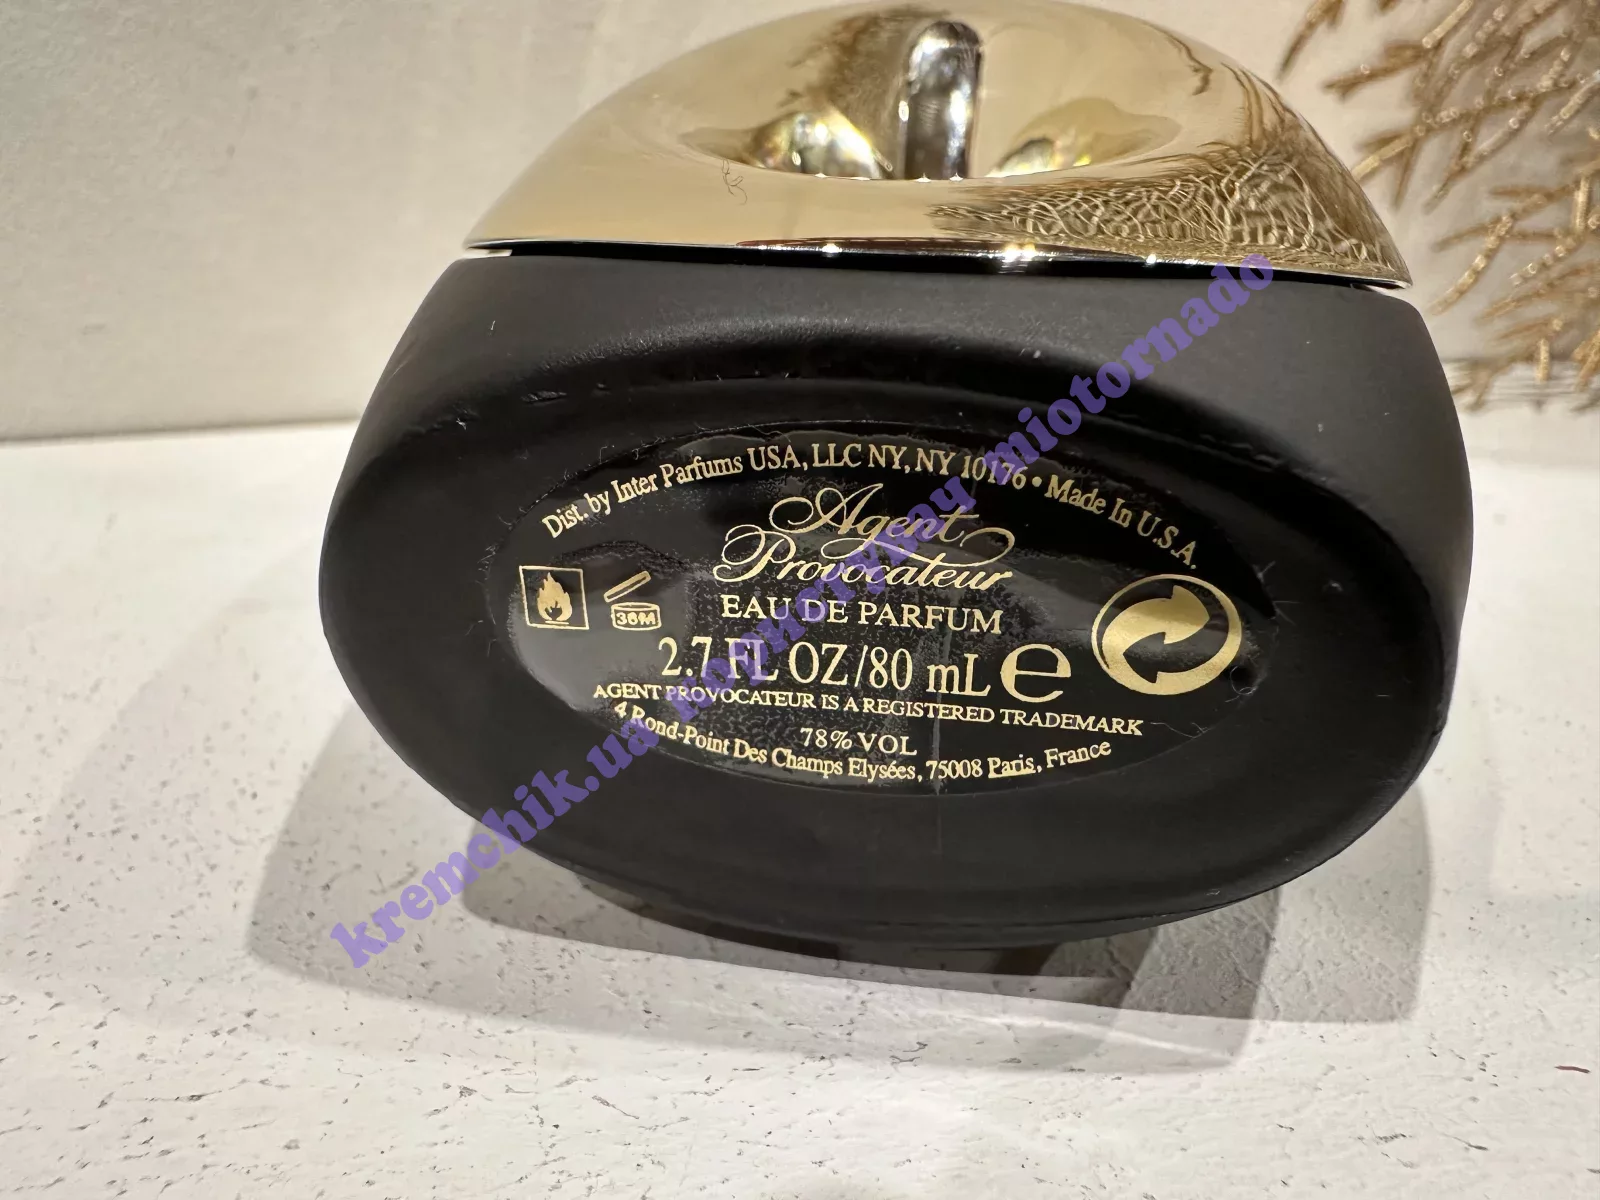 Dist. by Inter Parfums USA, LLC NY, NY 10176 • Made In U.S.A.
Agent
Provocateur
EAU DE PARFUM
36M
2.7 FL OZ/80 mL e
AGENT PROVOCATEUR IS A REGISTERED TRADEMARK
78% VOL
4 Rond-Point Des Champs Elysées, 75008 Paris, France
kremchik.ua копіструмує miotornado